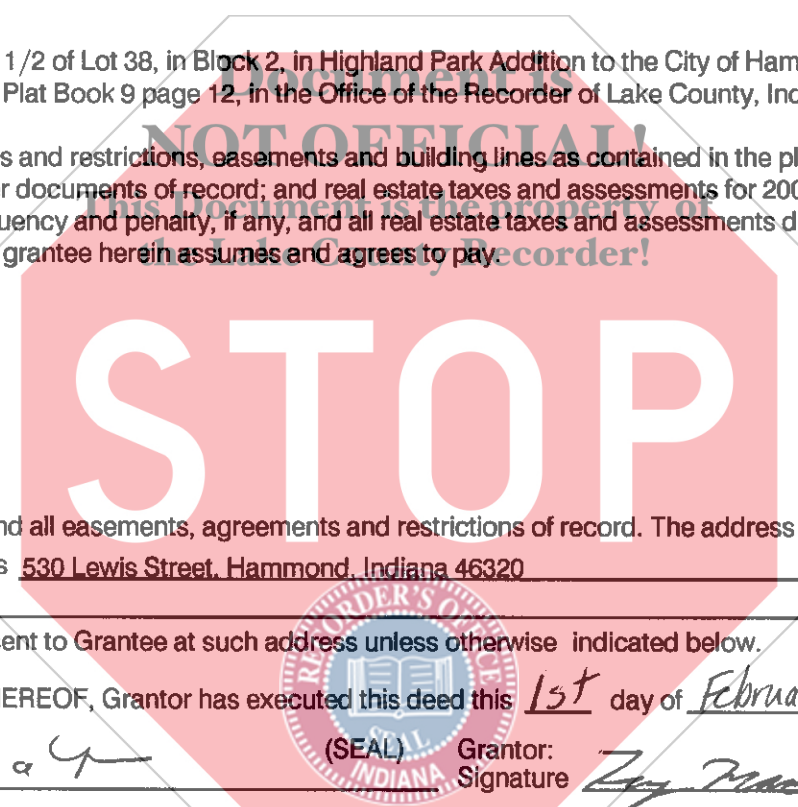 1/2 of Lot 38, in Block 2, in Highland Park Addition to the City of Ham
Document is
Plat Book 9 page 12, in the Office of the Recorder of Lake County, Ind
NOT OFFICIAL!
s and restrictions, easements and building lines as contained in the pl
r documents of record; and real estate taxes and assessments for 200
This Document is the property of
uency and penalty, if any, and all real estate taxes and assessments d
the Lake County Recorder!
grantee herein assumes and agrees to pay.
STOP
nd all easements, agreements and restrictions of record. The address
s 530 Lewis Street, Hammond, Indiana 46320
RECORDER'S OFFICE
ent to Grantee at such address unless otherwise indicated below.
EREOF, Grantor has executed this deed this 1st day of Februa
SEAL
INDIANA
(SEAL) Grantor:
Signature